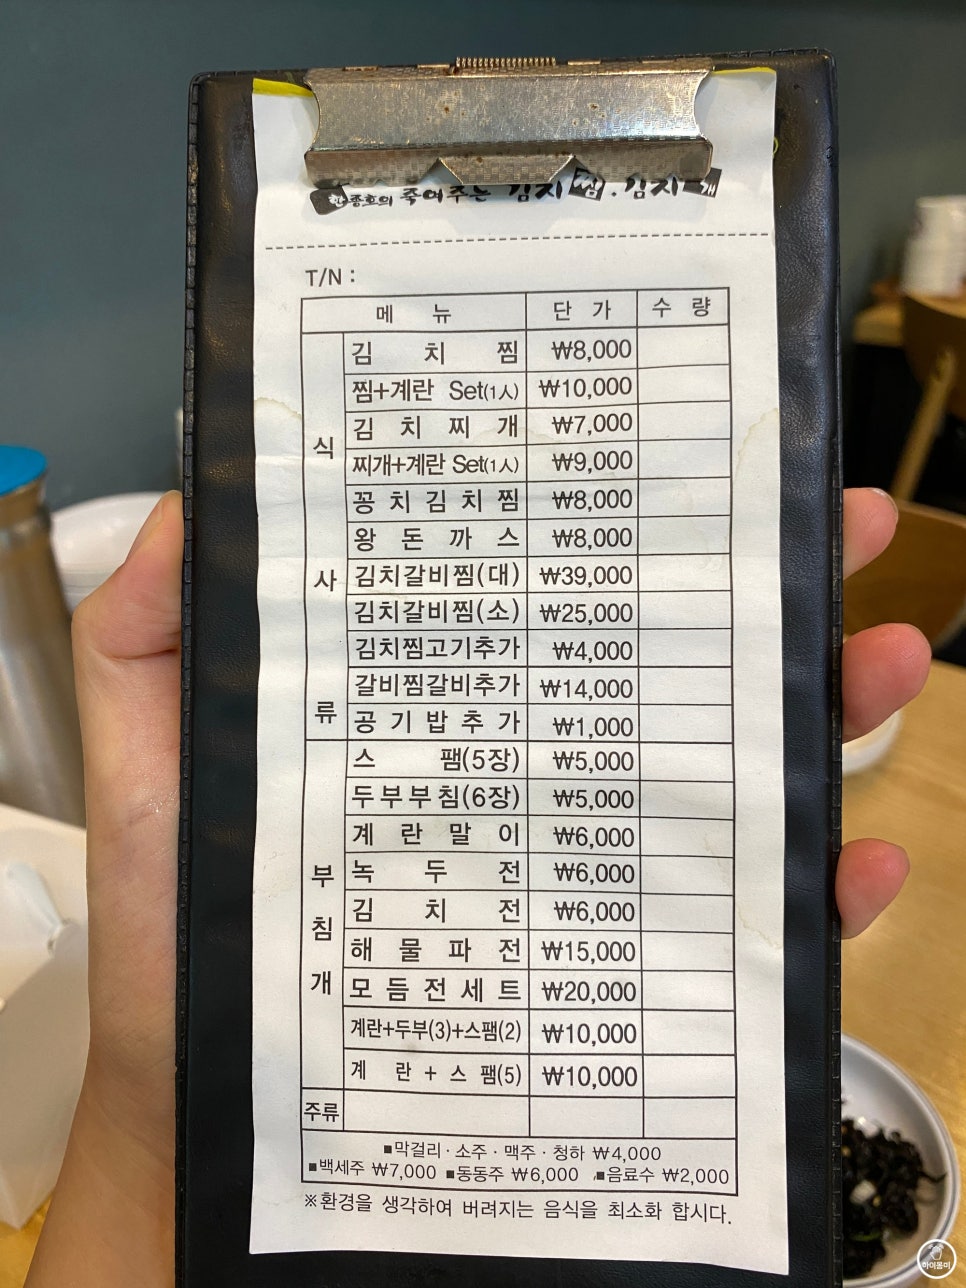 한종호의 죽여주는 김치찜.김치찌개
T/N :
메 뉴 단 가 수 량
식 사 류
김 치 찜 ₩8,000
찜+계란 Set(1人) ₩10,000
김 치 찌 개 ₩7,000
찌개+계란 Set(1人) ₩9,000
꽁 치 김 치 찜 ₩8,000
왕 돈 까 스 ₩8,000
김치갈비찜(대) ₩39,000
김치갈비찜(소) ₩25,000
김치찜고기추가 ₩4,000
갈비찜갈비추가 ₩14,000
공 기 밥 추 가 ₩1,000
부 침 개
스 팸(5장) ₩5,000
두부부침(6장) ₩5,000
계 란 말 이 ₩6,000
녹 두 전 ₩6,000
김 치 전 ₩6,000
해 물 파 전 ₩15,000
모 듬 전 세 트 ₩20,000
계란+두부(3)+스팸(2) ₩10,000
계 란 + 스 팸(5) ₩10,000
주류
■막걸리 · 소주 · 맥주 · 청하 ₩4,000
■백세주 ₩7,000 ■동동주 ₩6,000 ■음료수 ₩2,000
※환경을 생각하여 버려지는 음식을 최소화 합시다.
하이몽이